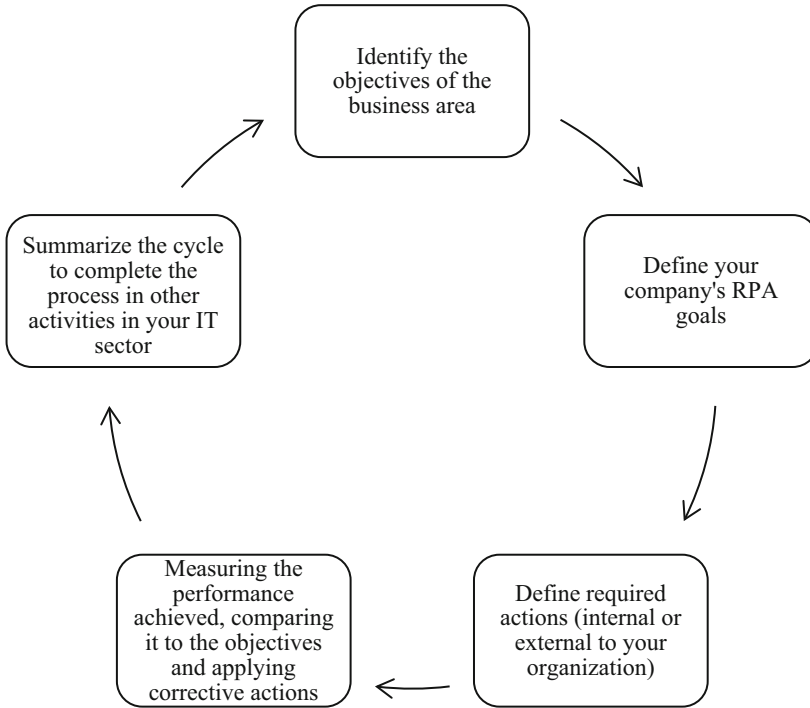 Identify the
objectives of the
business area
Define your
company's RPA
goals
Define required
actions (internal or
external to your
organization)
Measuring the
performance
achieved, comparing
it to the objectives
and applying
corrective actions
Summarize the cycle
to complete the
process in other
activities in your IT
sector